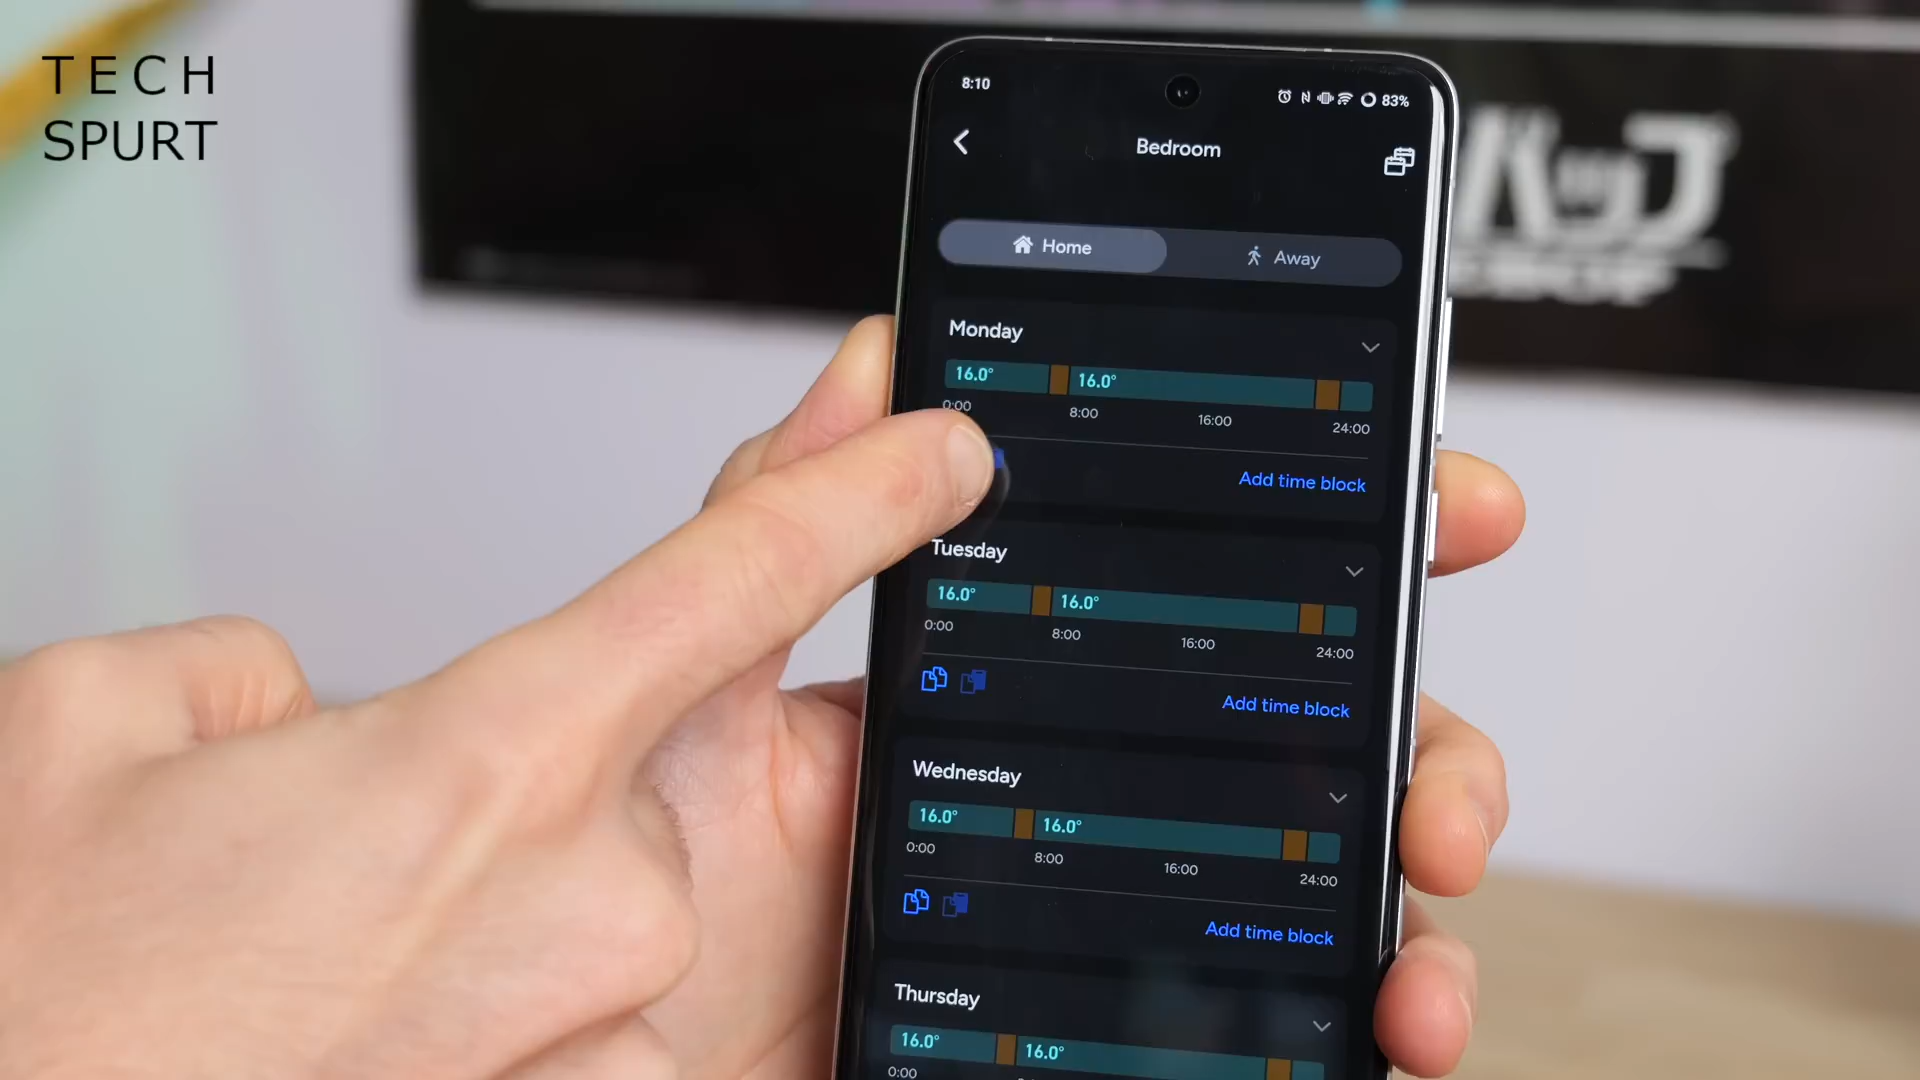 TECH
SPURT
8:10
83%
Bedroom
Home
Away
Monday
16.0°
16.0°
0:00
8:00
16:00
24:00
Add time block
Tuesday
16.0°
16.0°
0:00
8:00
16:00
24:00
Add time block
Wednesday
16.0°
16.0°
0:00
8:00
16:00
24:00
Add time block
Thursday
16.0°
16.0°
0:00